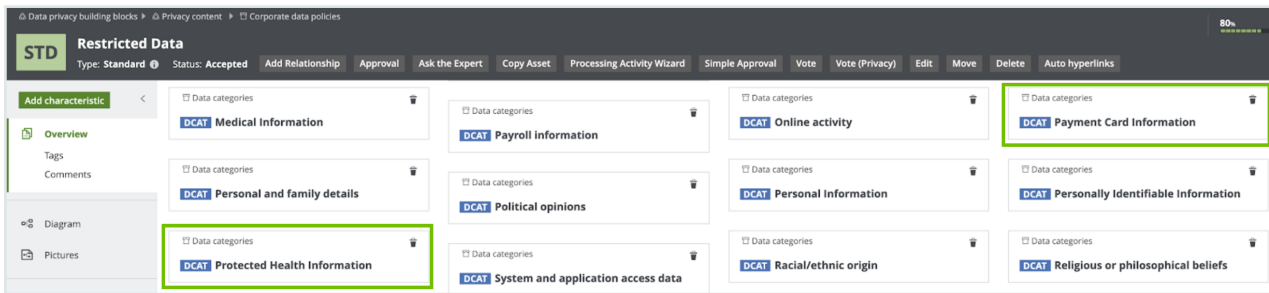 Data privacy building blocks Privacy content Corporate data policies
80%
STD
Restricted Data
Type: Standard Status: Accepted Add Relationship Approval Ask the Expert Copy Asset Processing Activity Wizard Simple Approval Vote Vote (Privacy) Edit Move Delete Auto hyperlinks
Add characteristic
Overview
Tags
Comments
Diagram
Pictures
Data categories
DCAT Medical Information
Data categories
DCAT Personal and family details
Data categories
DCAT Protected Health Information
Data categories
DCAT Payroll information
Data categories
DCAT Political opinions
Data categories
DCAT System and application access data
Data categories
DCAT Online activity
Data categories
DCAT Personal Information
Data categories
DCAT Racial/ethnic origin
Data categories
DCAT Payment Card Information
Data categories
DCAT Personally Identifiable Information
Data categories
DCAT Religious or philosophical beliefs